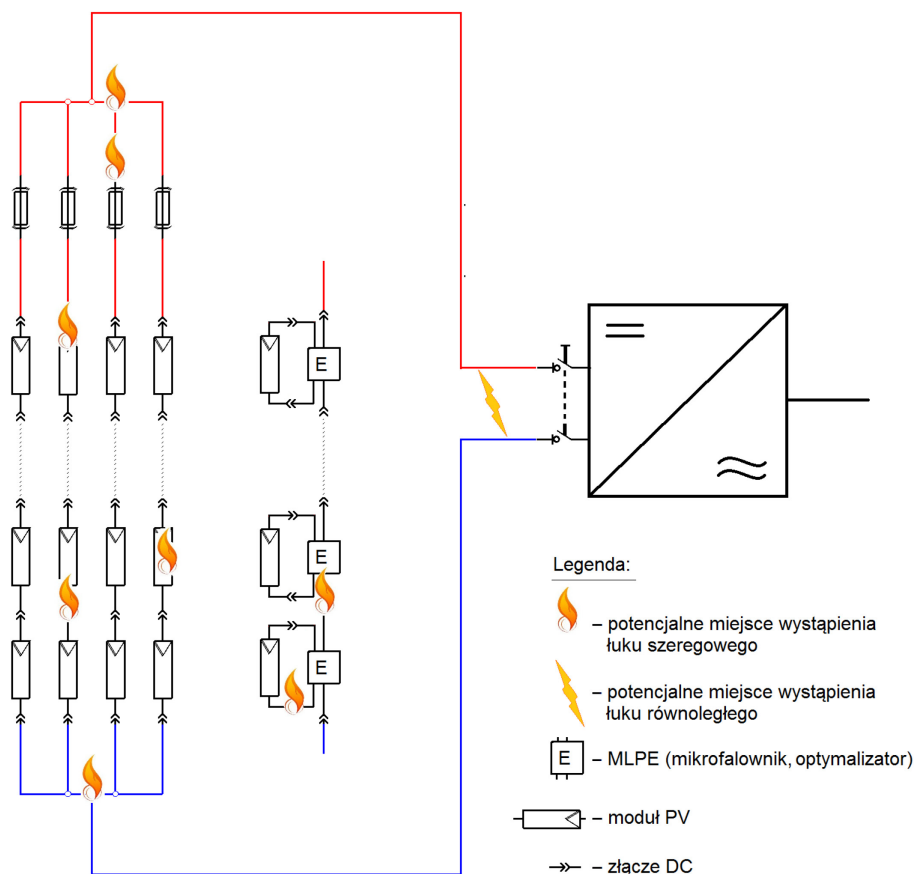 E
E
E
Legenda:
– potencjalne miejsce wystąpienia
łuku szeregowego
– potencjalne miejsce wystąpienia
łuku równoległego
E – MLPE (mikrofalownik, optymalizator)
– moduł PV
– złącze DC